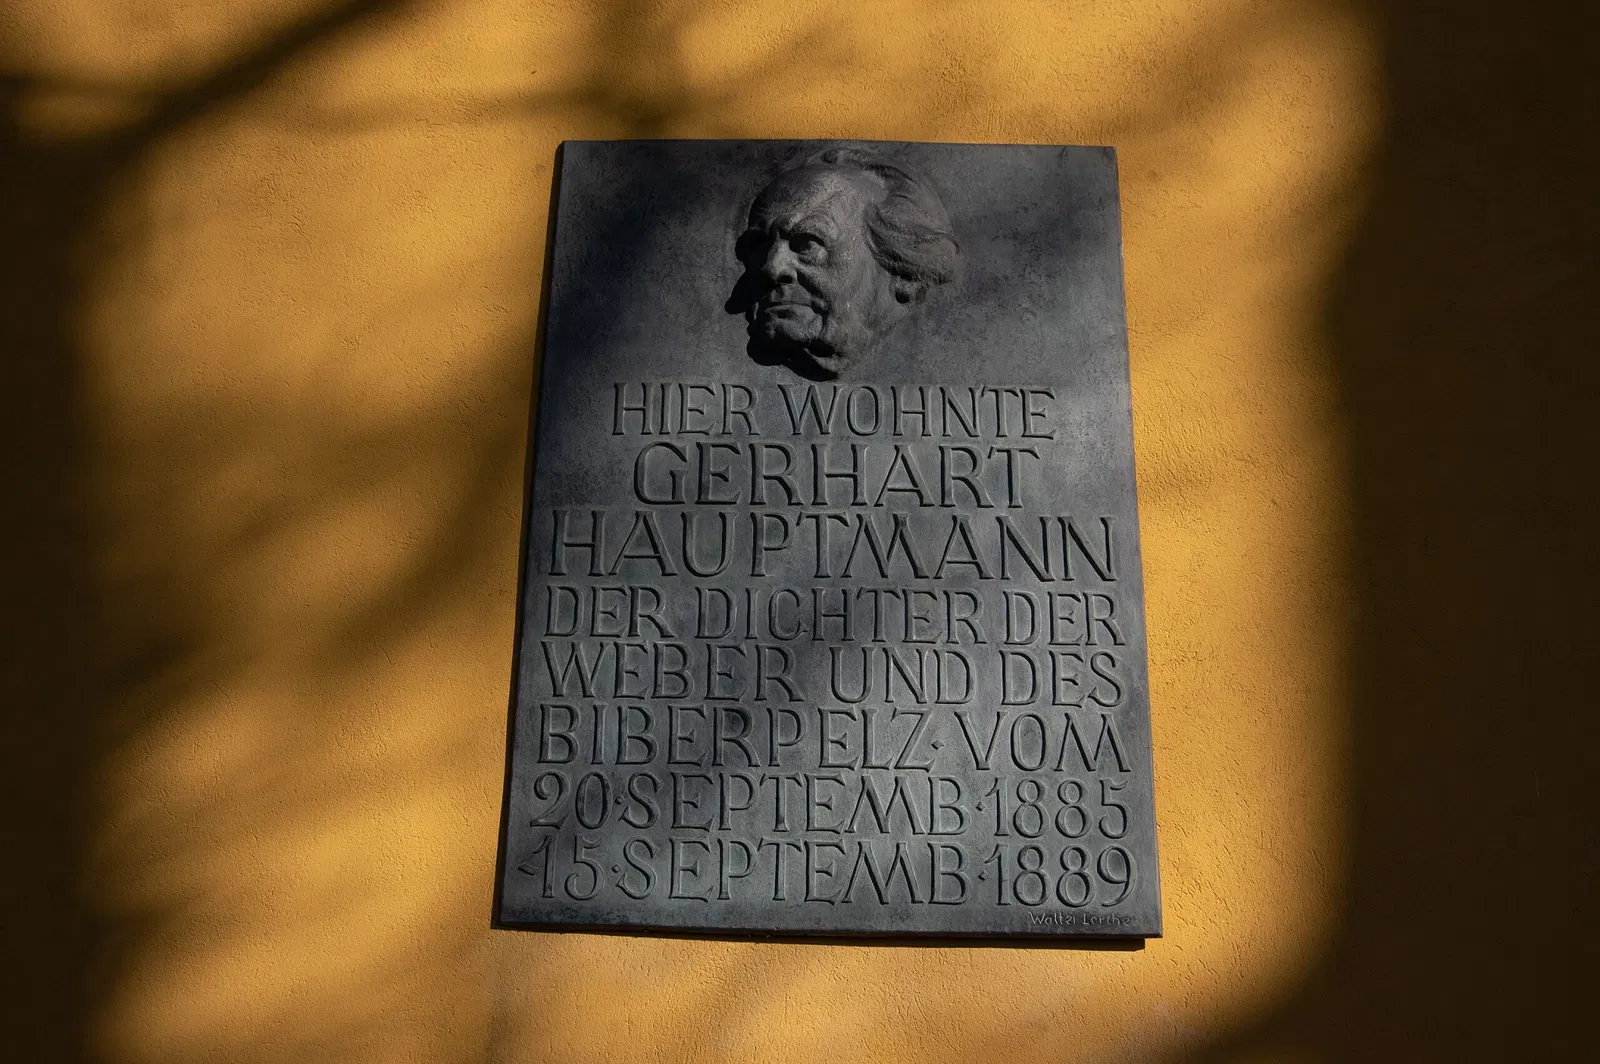 HIER WOHNTE
GERHART
HAUPTMANN
DER DICHTER DER
WEBER UND DES
BIBERPELZ·VOM
20·SEPTEMB·1885
-15·SEPTEMB·1889
Walter Lerche